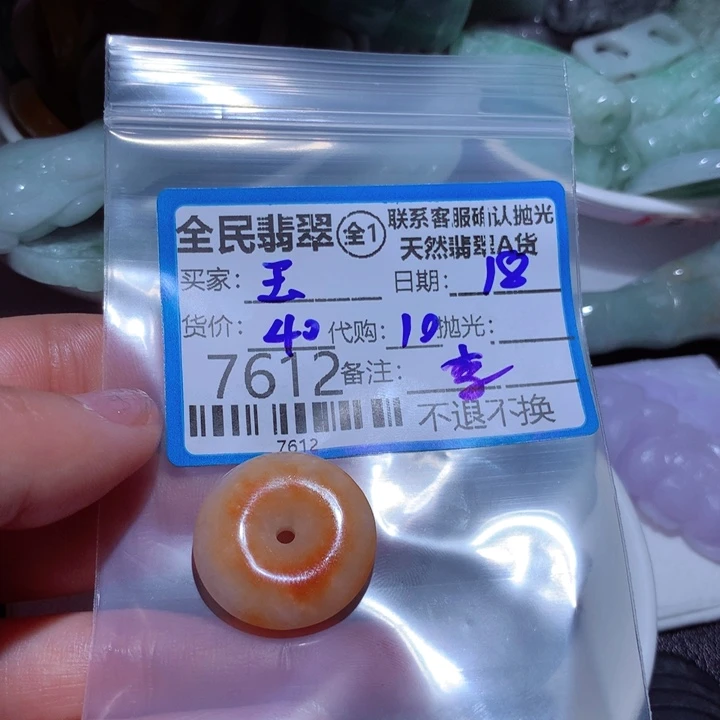 全民翡翠 全1 联系客服确认抛光
天然翡翠A货
买家: 玉 日期: 18
货价: 40 代购: 10 抛光:
7612 备注:
不退不换
7612